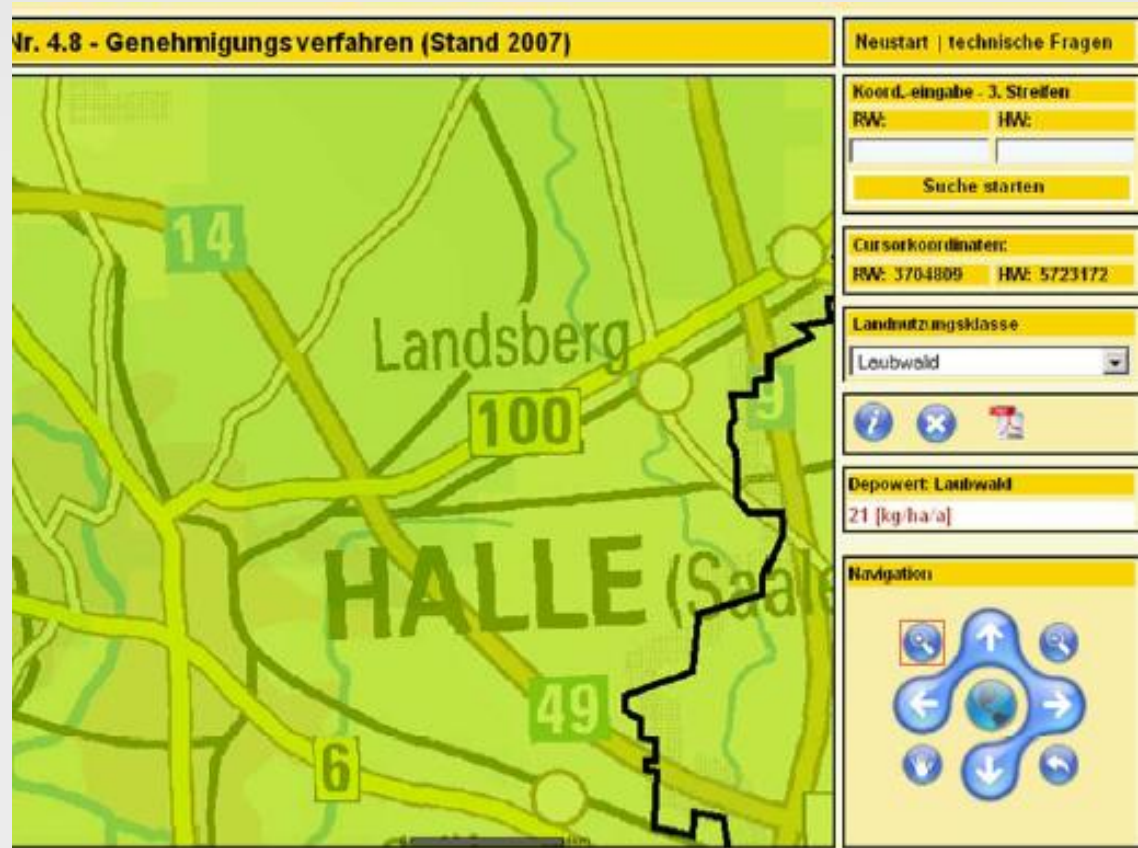 Nr. 4.8 - Genehmigungsverfahren (Stand 2007)
Neustart | technische Fragen
Koord.-eingabe - 3. Streifen
RW: HW:
Suche starten
Cursorkoordinaten:
RW: 3704809 HW: 5723172
Landnutzungsklasse
Laubwald
Depowert: Laubwald
21 [kg/ha/a]
Navigation
14
Landsberg
9
100
HALLE (Saale
49
6